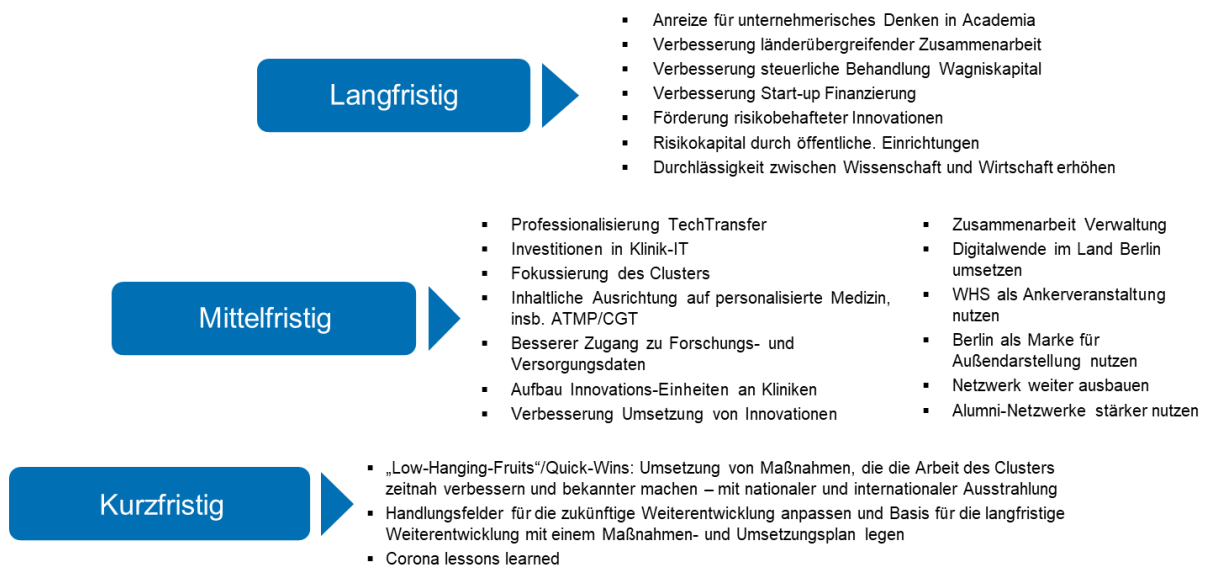 Langfristig
▪ Anreize für unternehmerisches Denken in Academia
▪ Verbesserung länderübergreifender Zusammenarbeit
▪ Verbesserung steuerliche Behandlung Wagniskapital
▪ Verbesserung Start-up Finanzierung
▪ Förderung risikobehafteter Innovationen
▪ Risikokapital durch öffentliche. Einrichtungen
▪ Durchlässigkeit zwischen Wissenschaft und Wirtschaft erhöhen
Mittelfristig
▪ Professionalisierung TechTransfer
▪ Investitionen in Klinik-IT
▪ Fokussierung des Clusters
▪ Inhaltliche Ausrichtung auf personalisierte Medizin,
insb. ATMP/CGT
▪ Besserer Zugang zu Forschungs- und
Versorgungsdaten
▪ Aufbau Innovations-Einheiten an Kliniken
▪ Verbesserung Umsetzung von Innovationen
▪ Zusammenarbeit Verwaltung
▪ Digitalwende im Land Berlin
umsetzen
▪ WHS als Ankerveranstaltung
nutzen
▪ Berlin als Marke für
Außendarstellung nutzen
▪ Netzwerk weiter ausbauen
▪ Alumni-Netzwerke stärker nutzen
Kurzfristig
▪ „Low-Hanging-Fruits“/Quick-Wins: Umsetzung von Maßnahmen, die die Arbeit des Clusters
zeitnah verbessern und bekannter machen – mit nationaler und internationaler Ausstrahlung
▪ Handlungsfelder für die zukünftige Weiterentwicklung anpassen und Basis für die langfristige
Weiterentwicklung mit einem Maßnahmen- und Umsetzungsplan legen
▪ Corona lessons learned